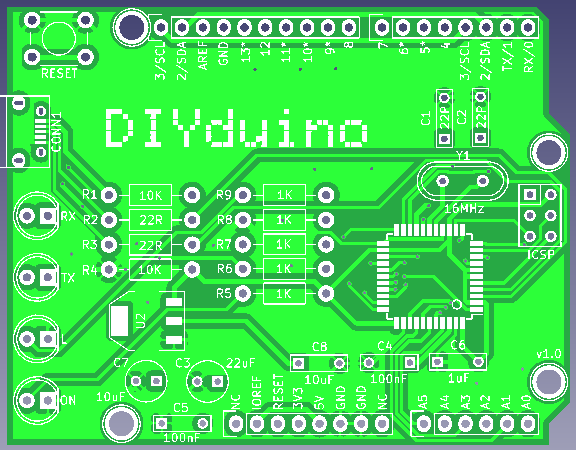 RESET
3/SCL
2/SDA
AREF
GND
13*
12
11*
10*
9*
8
7
6*
5*
4
3/SCL
2/SDA
TX/1
RX/0
CONN1
DIYduino
C1
22P
C2
22P
Y1
16MHz
ICSP
R1 10K
R2 22R
R3 22R
R4 10K
R9 1K
R8 1K
R7 1K
R6 1K
R5 1K
RX
TX
L
ON
U2
C7
10uF
C3
22uF
C5
100nF
C8
10uF
C4
100nF
C6
1uF
v1.0
NC
IOREF
RESET
3V3
5V
GND
GND
NC
A5
A4
A3
A2
A1
A0